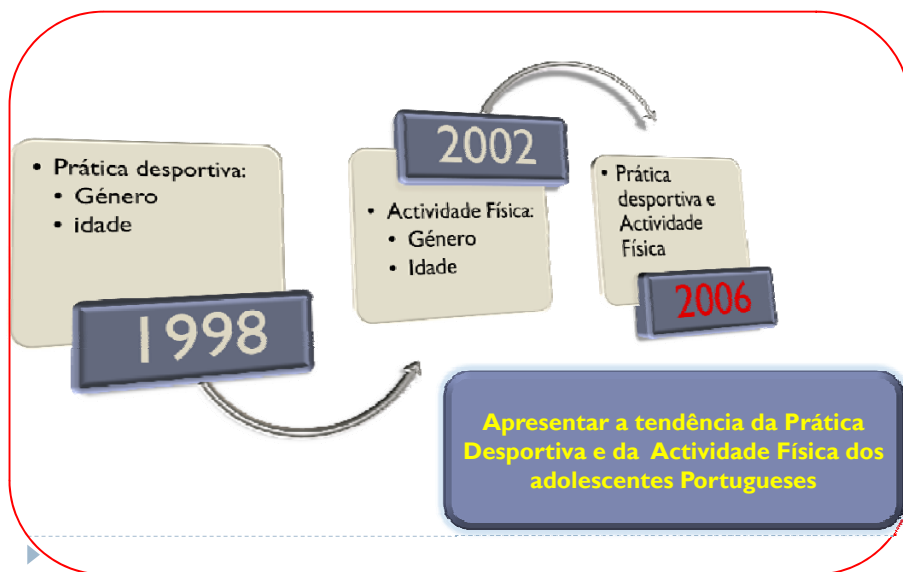 • Prática desportiva:
• Género
• idade
1998
2002
• Actividade Física:
• Género
• Idade
• Prática
desportiva e
Actividade
Física
2006
Apresentar a tendência da Prática
Desportiva e da Actividade Física dos
adolescentes Portugueses